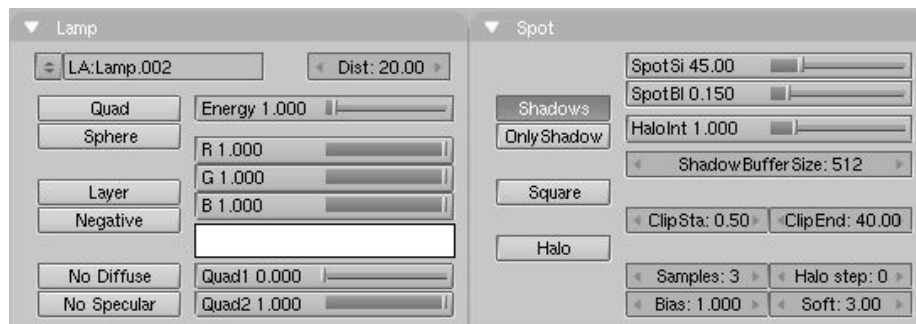 Lamp
LA:Lamp.002
Dist: 20.00
Quad
Energy 1.000
Sphere
R 1.000
G 1.000
Layer
B 1.000
Negative
No Diffuse
Quad1 0.000
No Specular
Quad2 1.000
Spot
SpotSi 45.00
SpotBl 0.150
Shadows
OnlyShadow
HaloInt 1.000
ShadowBufferSize: 512
Square
ClipSta: 0.50
ClipEnd: 40.00
Halo
Samples: 3
Halo step: 0
Bias: 1.000
Soft: 3.00